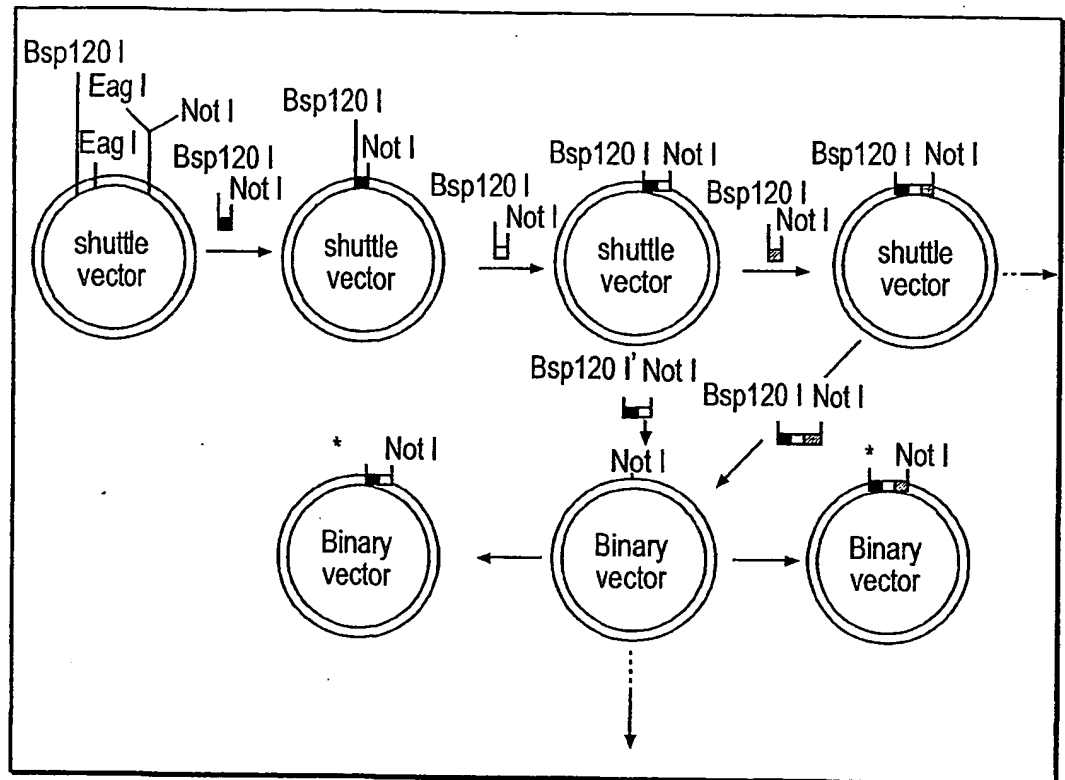 Bsp120 I
Eag I
Not I
Eag I
Bsp120 I
Not I
shuttle
vector
Bsp120 I
Not I
shuttle
vector
Bsp120 I
Not I
Bsp120 I Not I
shuttle
vector
Bsp120 I
Not I
Bsp120 I Not I
shuttle
vector
Bsp120 I' Not I
Bsp120 I Not I
* Not I
Binary
vector
Not I
Binary
vector
* Not I
Binary
vector